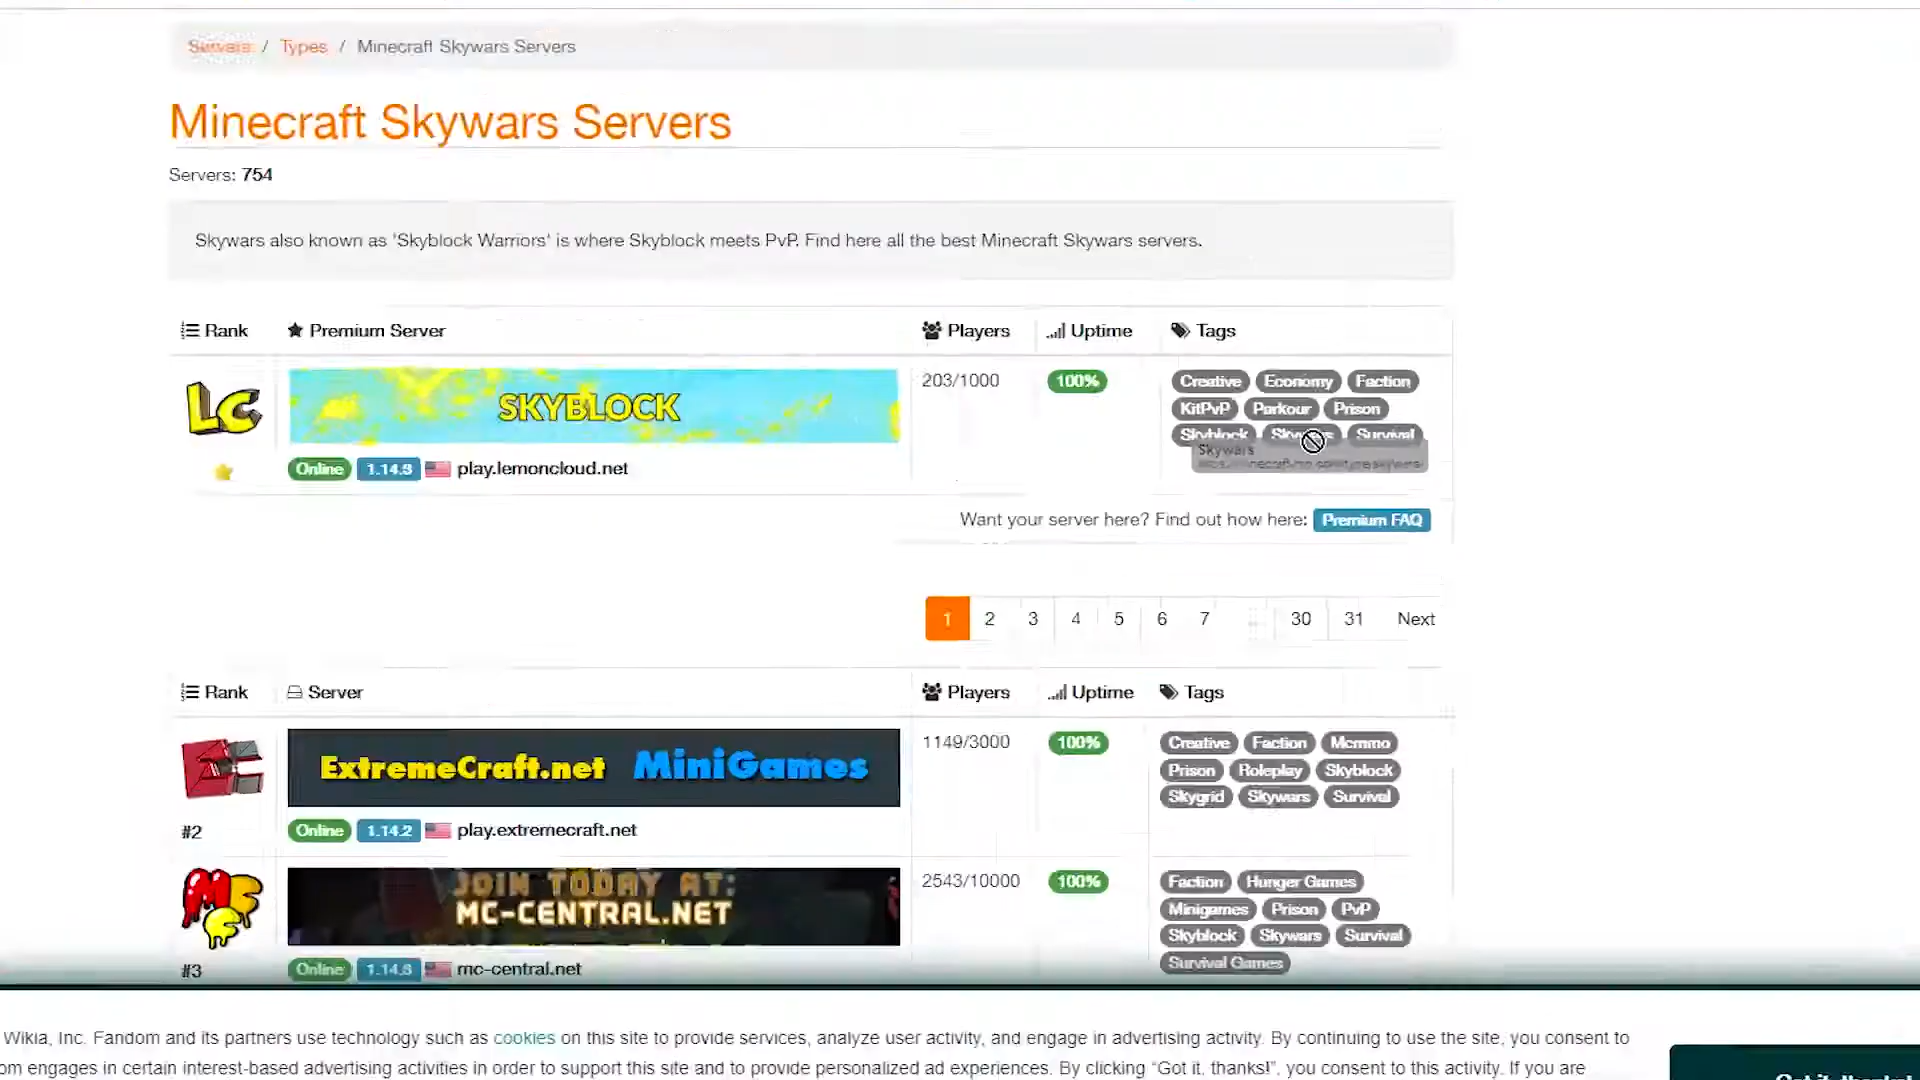 Servers / Types / Minecraft Skywars Servers
Minecraft Skywars Servers
Servers: 754
Skywars also known as 'Skyblock Warriors' is where Skyblock meets PvP. Find here all the best Minecraft Skywars servers.
Rank Premium Server Players Uptime Tags
LC SKYBLOCK 203/1000 100% Creative Economy Faction
KitPvP Parkour Prison
Skyblock Skywars Survival
Skywars
Online 1.14.3 play.lemoncloud.net
Want your server here? Find out how here: Premium FAQ
1 2 3 4 5 6 7 ... 30 31 Next
Rank Server Players Uptime Tags
ExtremeCraft.net MiniGames 1149/3000 100% Creative Faction Mcmmo
Prison Roleplay Skyblock
Skygrid Skywars Survival
#2 Online 1.14.2 play.extremecraft.net
JOIN TODAY AT: 2543/10000 100% Faction Hunger Games
MC-CENTRAL.NET Minigames Prison PvP
Skyblock Skywars Survival
Survival Games
#3 Online 1.14.3 mc-central.net
Wikia, Inc. Fandom and its partners use technology such as cookies on this site to provide services, analyze user activity, and engage in advertising activity. By continuing to use the site, you consent to
om engages in certain interest-based advertising activities in order to support this site and to provide personalized ad experiences. By clicking "Got it, thanks!", you consent to this activity. If you are